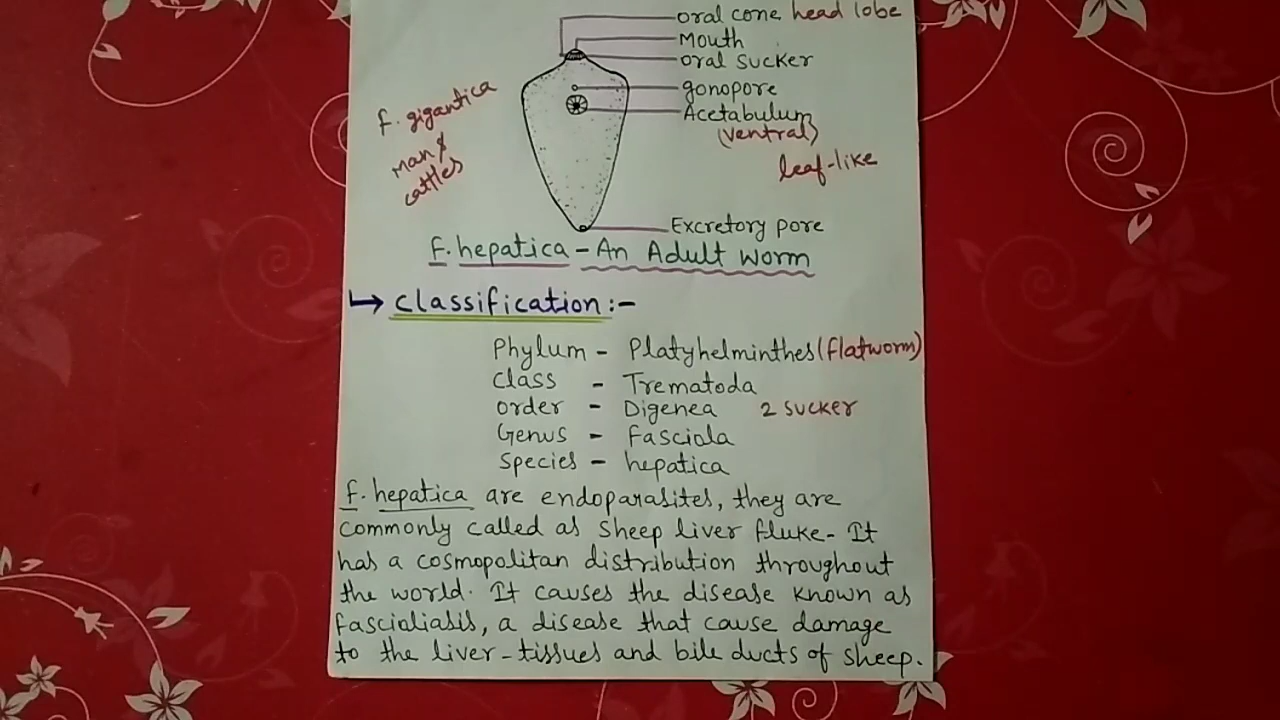 oral cone head lobe
Mouth
oral sucker
gonopore
Acetabulum
(ventral)
leaf-like
f. gigantica
man &
cattles
Excretory pore
F. hepatica - An Adult worm
↳ classification :-
Phylum - Platyhelminthes (flatworm)
Class - Trematoda
order - Digenea 2 sucker
Genus - Fasciola
Species - hepatica
f. hepatica are endoparasites, they are
commonly called as sheep liver fluke - It
has a cosmopolitan distribution throughout
the world. It causes the disease known as
fascioliasis, a disease that cause damage
to the liver-tissues and bile ducts of sheep.